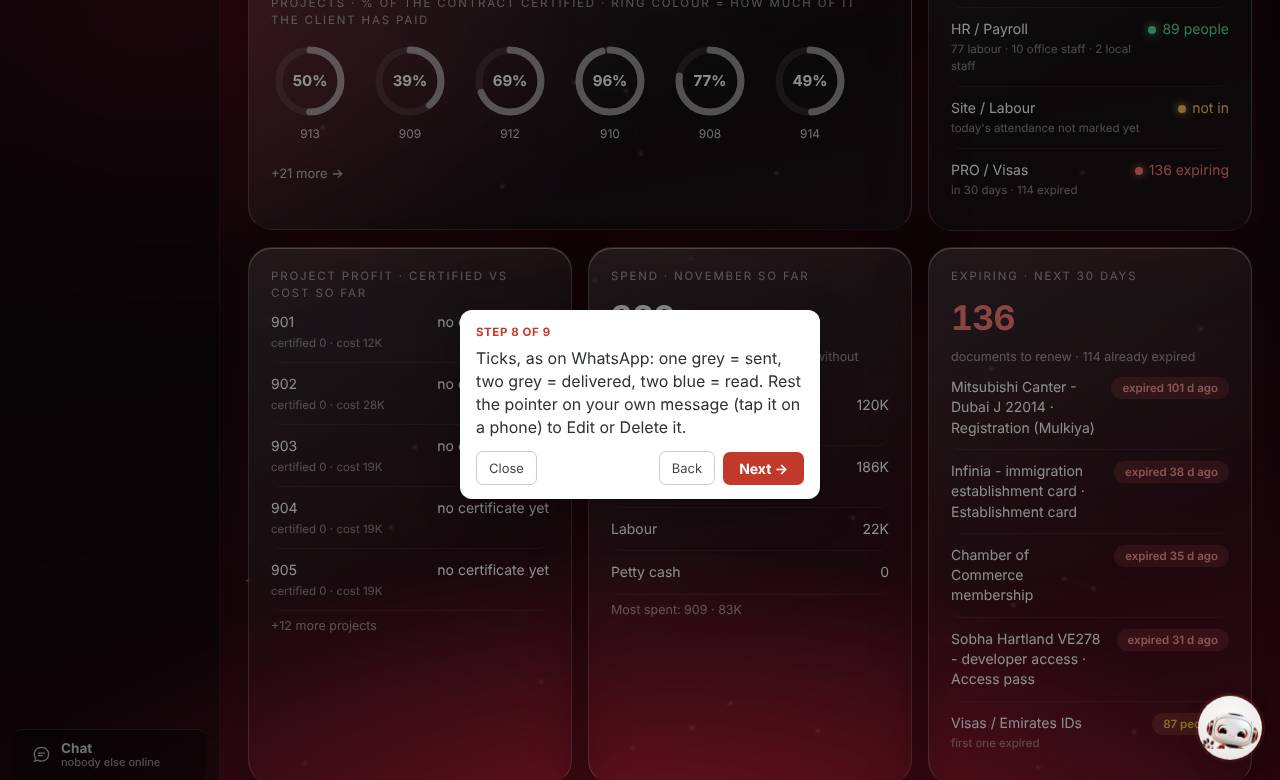 PROJECTS · % OF THE CONTRACT CERTIFIED · RING COLOUR = HOW MUCH OF IT
THE CLIENT HAS PAID
50%
39%
69%
96%
77%
49%
913
909
912
910
908
914
+21 more →
HR / Payroll
89 people
77 labour · 10 office staff · 2 local
staff
Site / Labour
not in
today's attendance not marked yet
PRO / Visas
136 expiring
in 30 days · 114 expired
PROJECT PROFIT · CERTIFIED VS
COST SO FAR
901
no
certified 0 · cost 12K
902
no
certified 0 · cost 28K
903
no
certified 0 · cost 19K
904
no certificate yet
certified 0 · cost 19K
905
no certificate yet
certified 0 · cost 19K
+12 more projects
SPEND · NOVEMBER SO FAR
without
120K
186K
Labour
22K
Petty cash
0
Most spent: 909 · 83K
STEP 8 OF 9
Ticks, as on WhatsApp: one grey = sent,
two grey = delivered, two blue = read. Rest
the pointer on your own message (tap it on
a phone) to Edit or Delete it.
Close
Back
Next →
EXPIRING · NEXT 30 DAYS
136
documents to renew · 114 already expired
Mitsubishi Canter -
Dubai J 22014 ·
Registration (Mulkiya)
expired 101 d ago
Infinia - immigration
establishment card ·
Establishment card
expired 38 d ago
Chamber of
Commerce
membership
expired 35 d ago
Sobha Hartland VE278
- developer access ·
Access pass
expired 31 d ago
Visas / Emirates IDs
87
first one expired
Chat
nobody else online